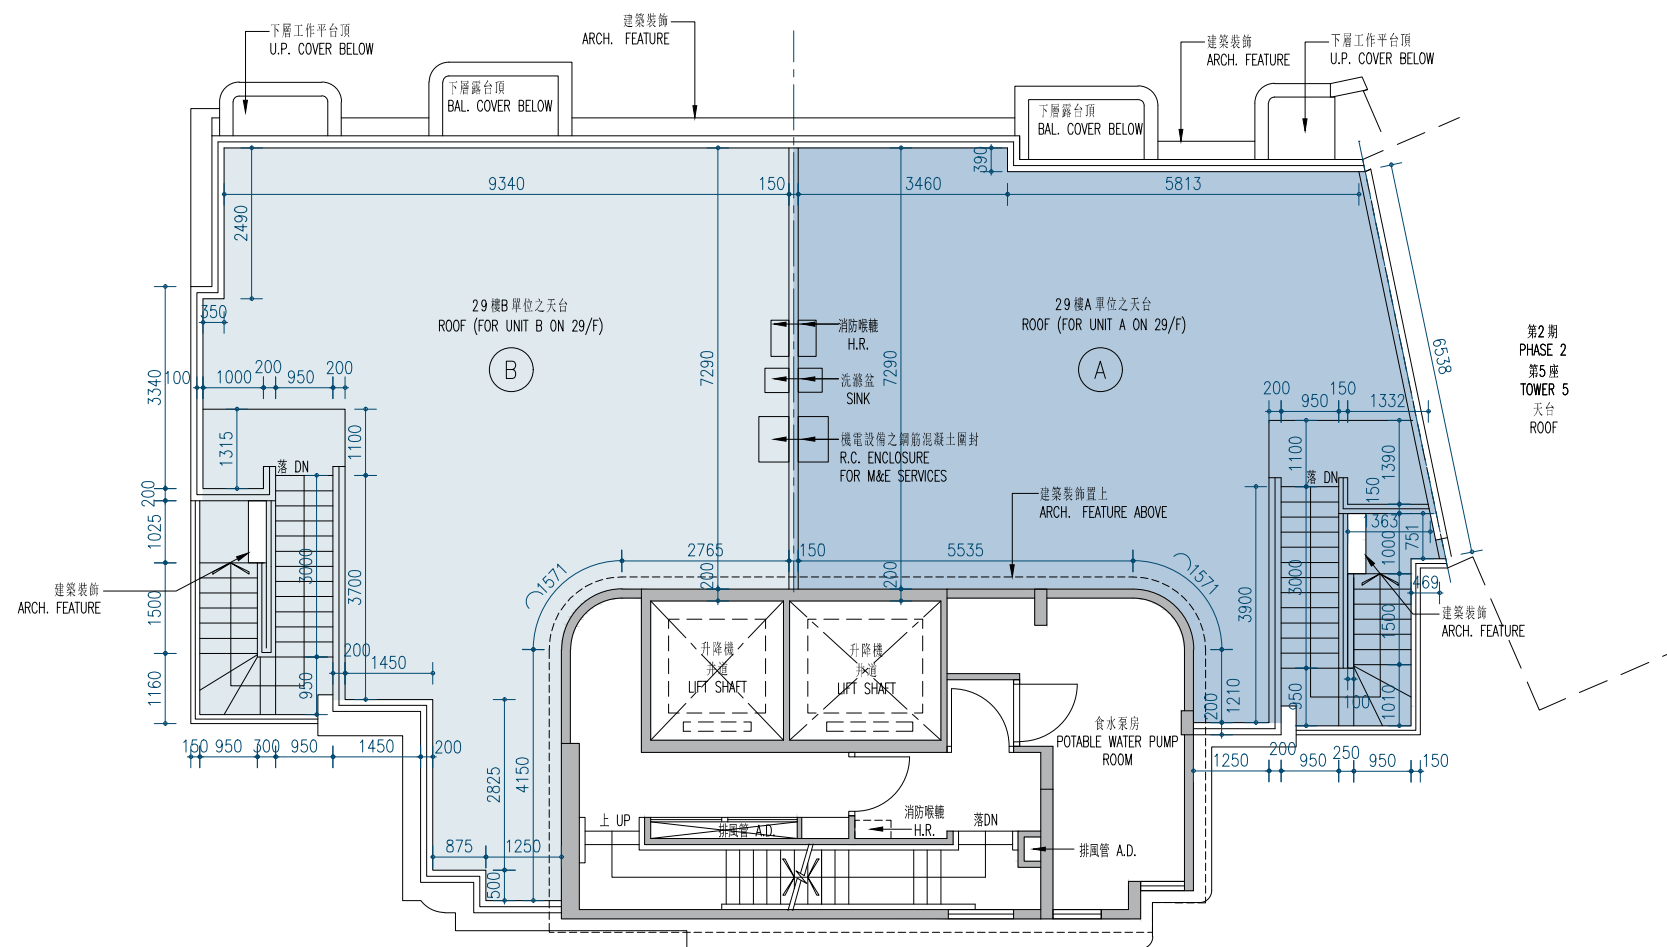 下層工作平台頂
U.P. COVER BELOW
建築裝飾
ARCH. FEATURE
建築裝飾
ARCH. FEATURE
下層工作平台頂
U.P. COVER BELOW
下層露台頂
BAL. COVER BELOW
下層露台頂
BAL. COVER BELOW
390
9340
150
3460
5813
2490
7290
7290
350
29樓B單位之天台
ROOF (FOR UNIT B ON 29/F)
B
29樓A單位之天台
ROOF (FOR UNIT A ON 29/F)
A
消防喉轆
H.R.
洗滌盆
SINK
機電設備之鋼筋混凝土圍封
R.C. ENCLOSURE
FOR M&E SERVICES
第2期
PHASE 2
第5座
TOWER 5
天台
ROOF
6538
3340
100
1000
200
950
200
1315
1100
落 DN
200
1025
3000
3700
1500
1160
950
200
1450
建築裝飾
ARCH. FEATURE
200
950
150
1332
1100
1390
落 DN
150
1363
751
1000
469
3900
3000
1500
建築裝飾置上
ARCH. FEATURE ABOVE
建築裝飾
ARCH. FEATURE
2765
150
5535
200
200
1571
1571
升降機
井道
LIFT SHAFT
升降機
井道
LIFT SHAFT
食水泵房
POTABLE WATER PUMP
ROOM
200
1210
950
100
1010
150
950
300
950
1450
200
2825
4150
1250
200
950
250
950
150
875
1250
500
上 UP
排風管 A.D.
消防喉轆
H.R.
落DN
排風管 A.D.